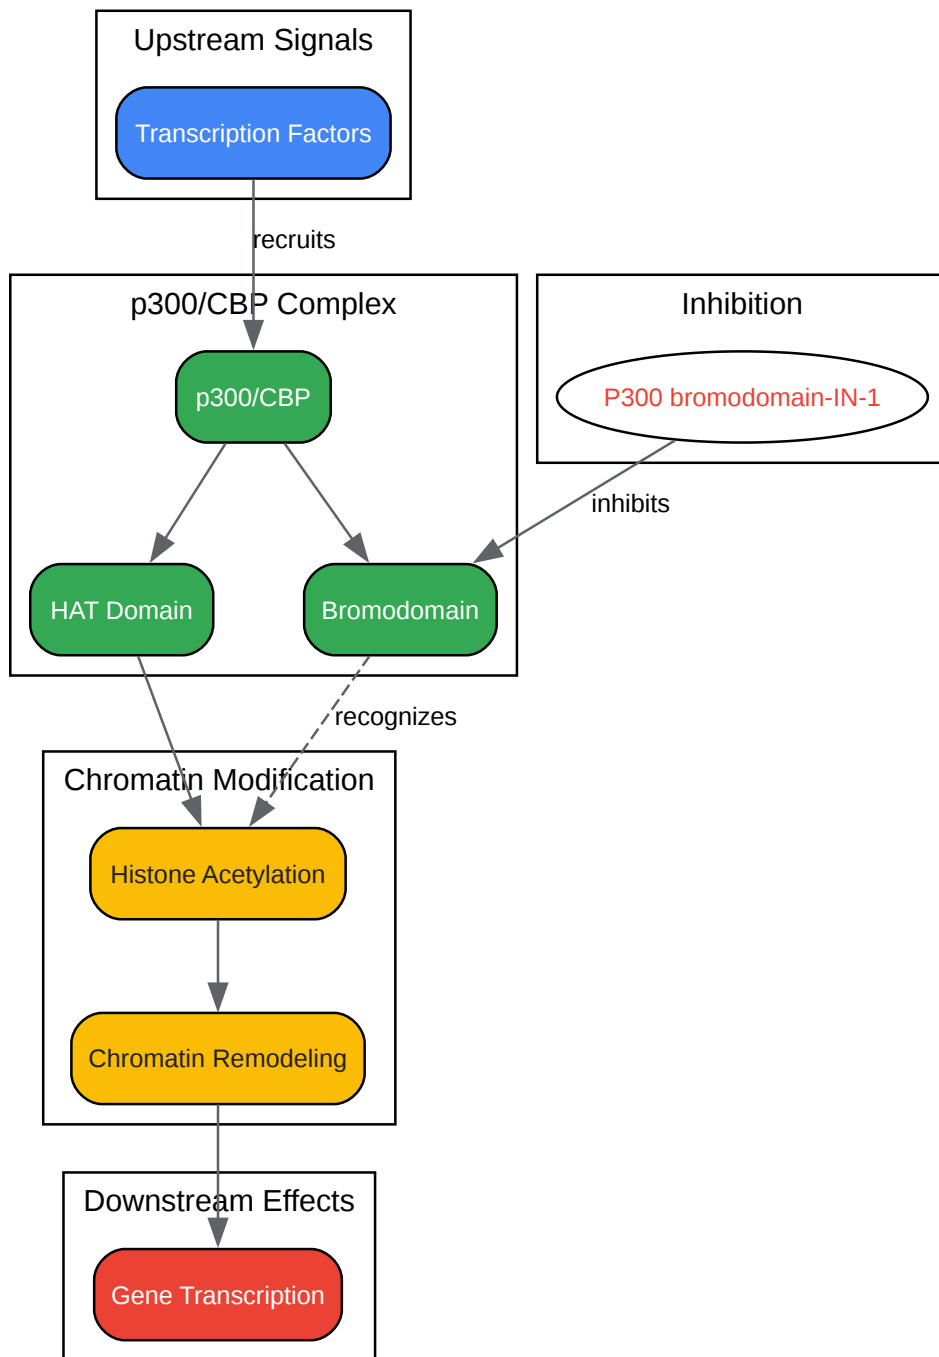 Upstream Signals
Transcription Factors
recruits
p300/CBP Complex
Inhibition
p300/CBP
P300 bromodomain-IN-1
inhibits
HAT Domain
Bromodomain
recognizes
Chromatin Modification
Histone Acetylation
Chromatin Remodeling
Downstream Effects
Gene Transcription